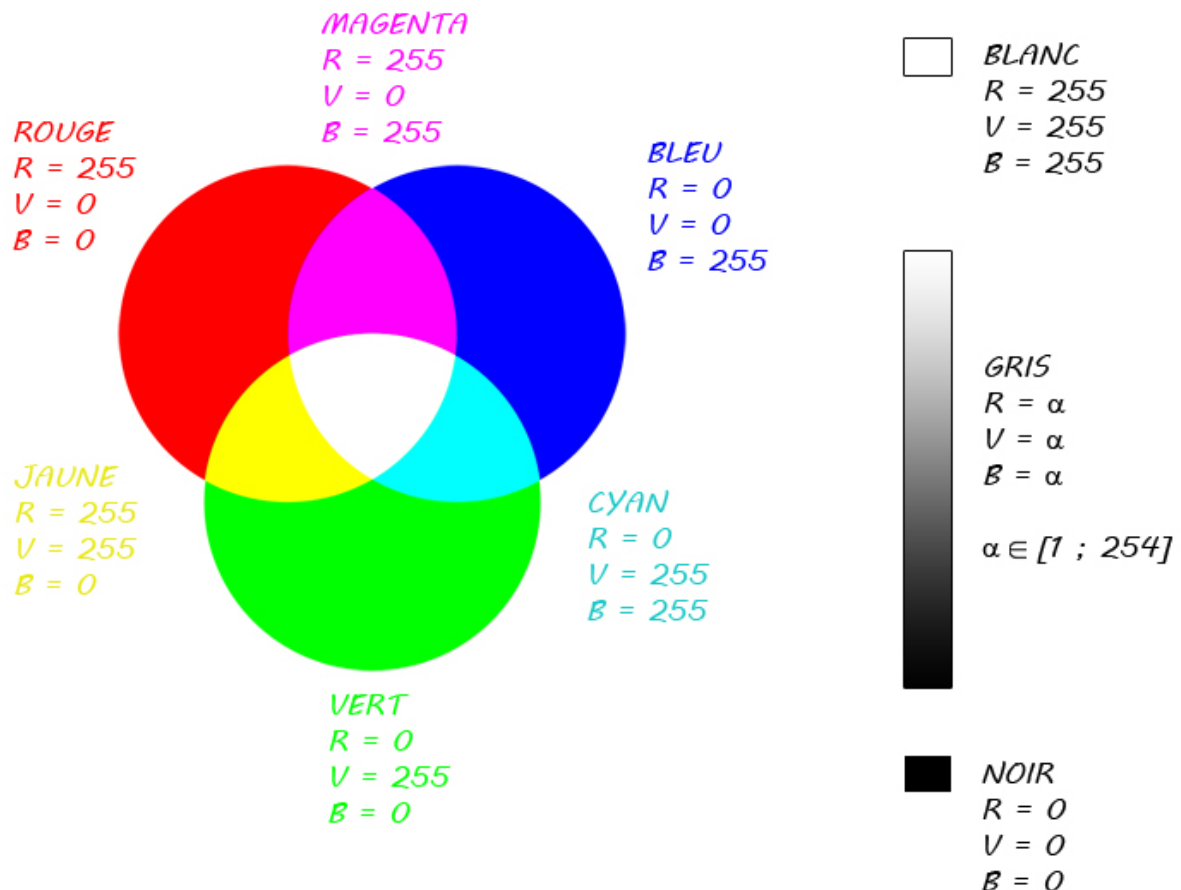 MAGENTA
R = 255
V = 0
B = 255
ROUGE
R = 255
V = 0
B = 0
BLEU
R = 0
V = 0
B = 255
JAUNE
R = 255
V = 255
B = 0
CYAN
R = 0
V = 255
B = 255
VERT
R = 0
V = 255
B = 0
BLANC
R = 255
V = 255
B = 255
GRIS
R = α
V = α
B = α
α ∈ [1 ; 254]
NOIR
R = 0
V = 0
B = 0